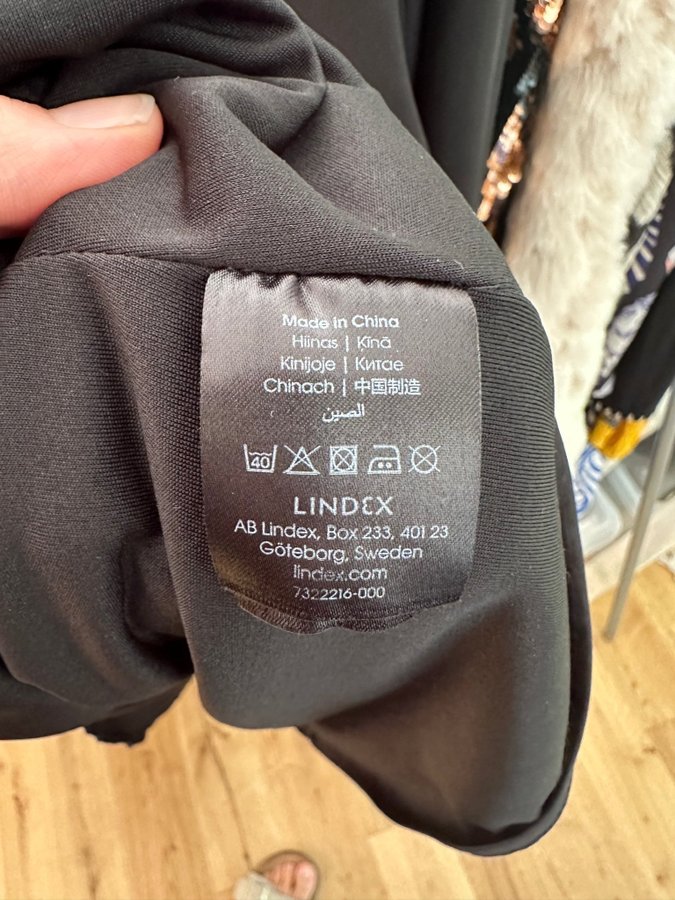 Made in China
Hiinas | Ķīnā
Kinijoje | Китае
Chinach | 中国制造
الصين
40
LINDEX
AB Lindex, Box 233, 401 23
Göteborg, Sweden
lindex.com
7322216-000